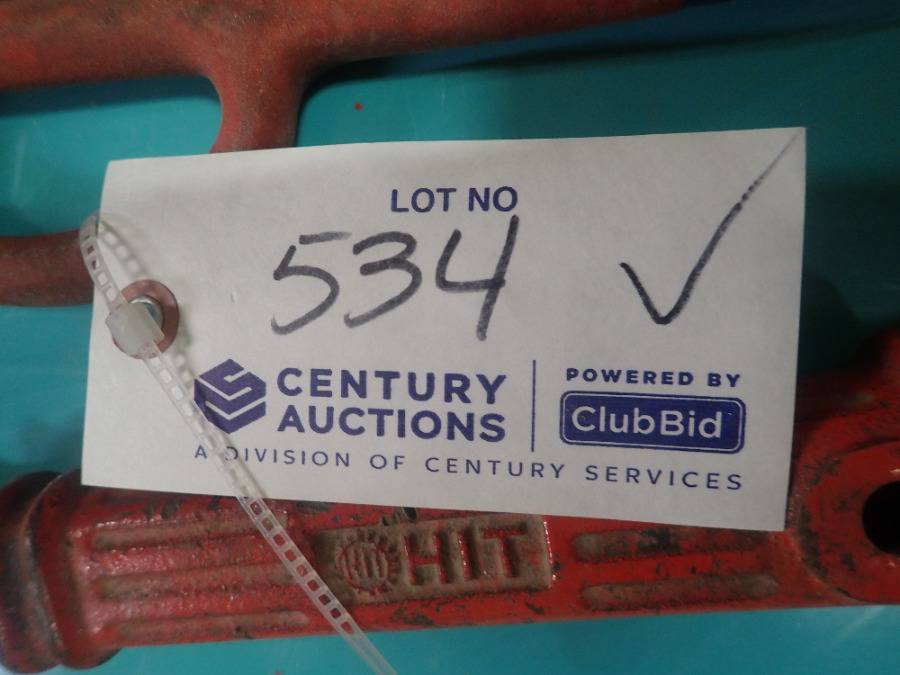 LOT NO
534 ✓
CENTURY
AUCTIONS
A DIVISION OF CENTURY SERVICES
POWERED BY
ClubBid
HIT